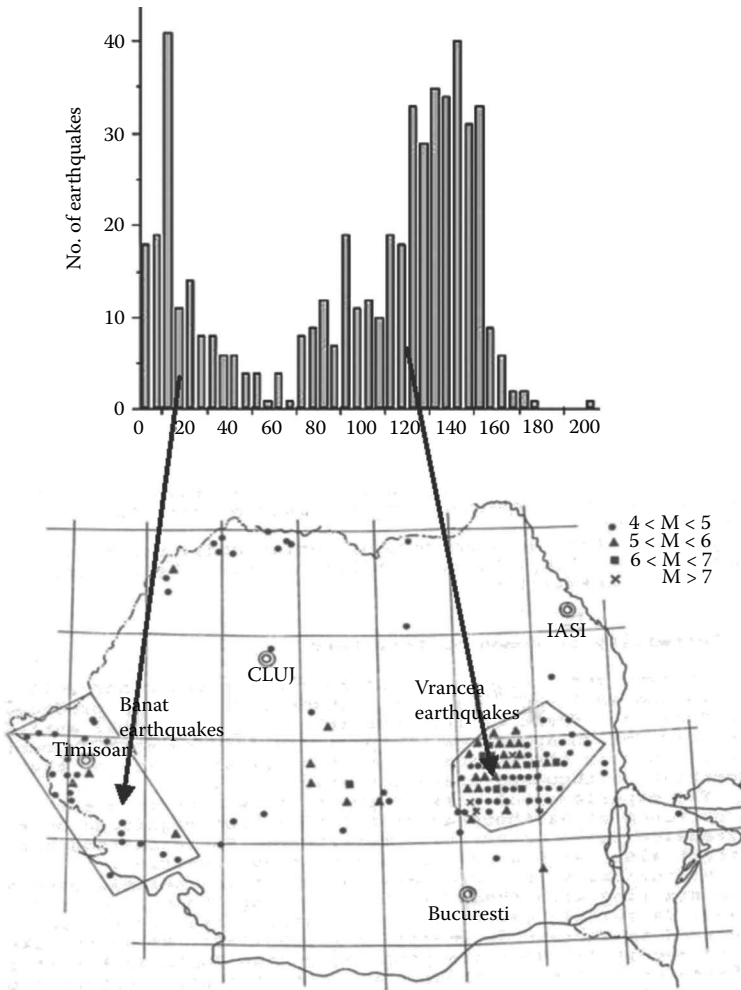 40
30
20
10
0
No. of earthquakes
0 20 40 60 80 100 120 140 160 180 200
4 < M < 5
5 < M < 6
6 < M < 7
M > 7
IASI
CLUJ
Vrancea
earthquakes
Banat
earthquakes
Timisoar
Bucuresti